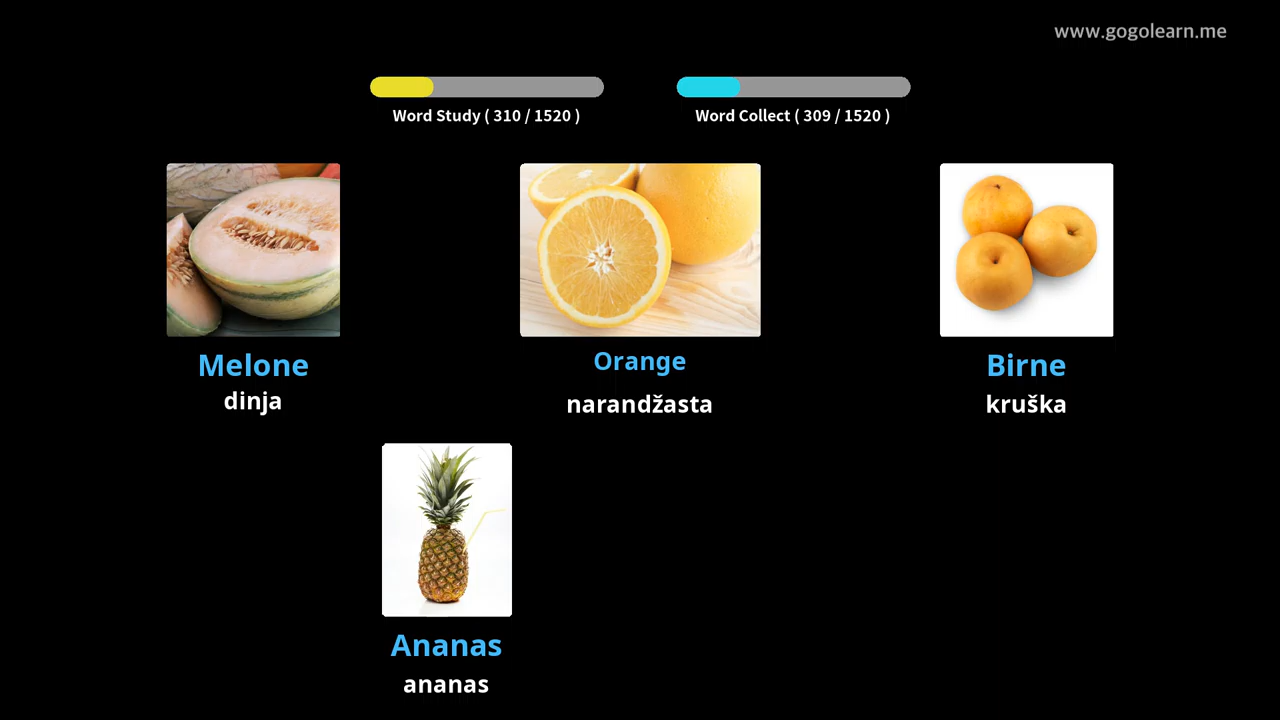 www.gogolearn.me
Word Study ( 310 / 1520 )
Word Collect ( 309 / 1520 )
Melone
dinja
Orange
narandžasta
Birne
kruška
Ananas
ananas